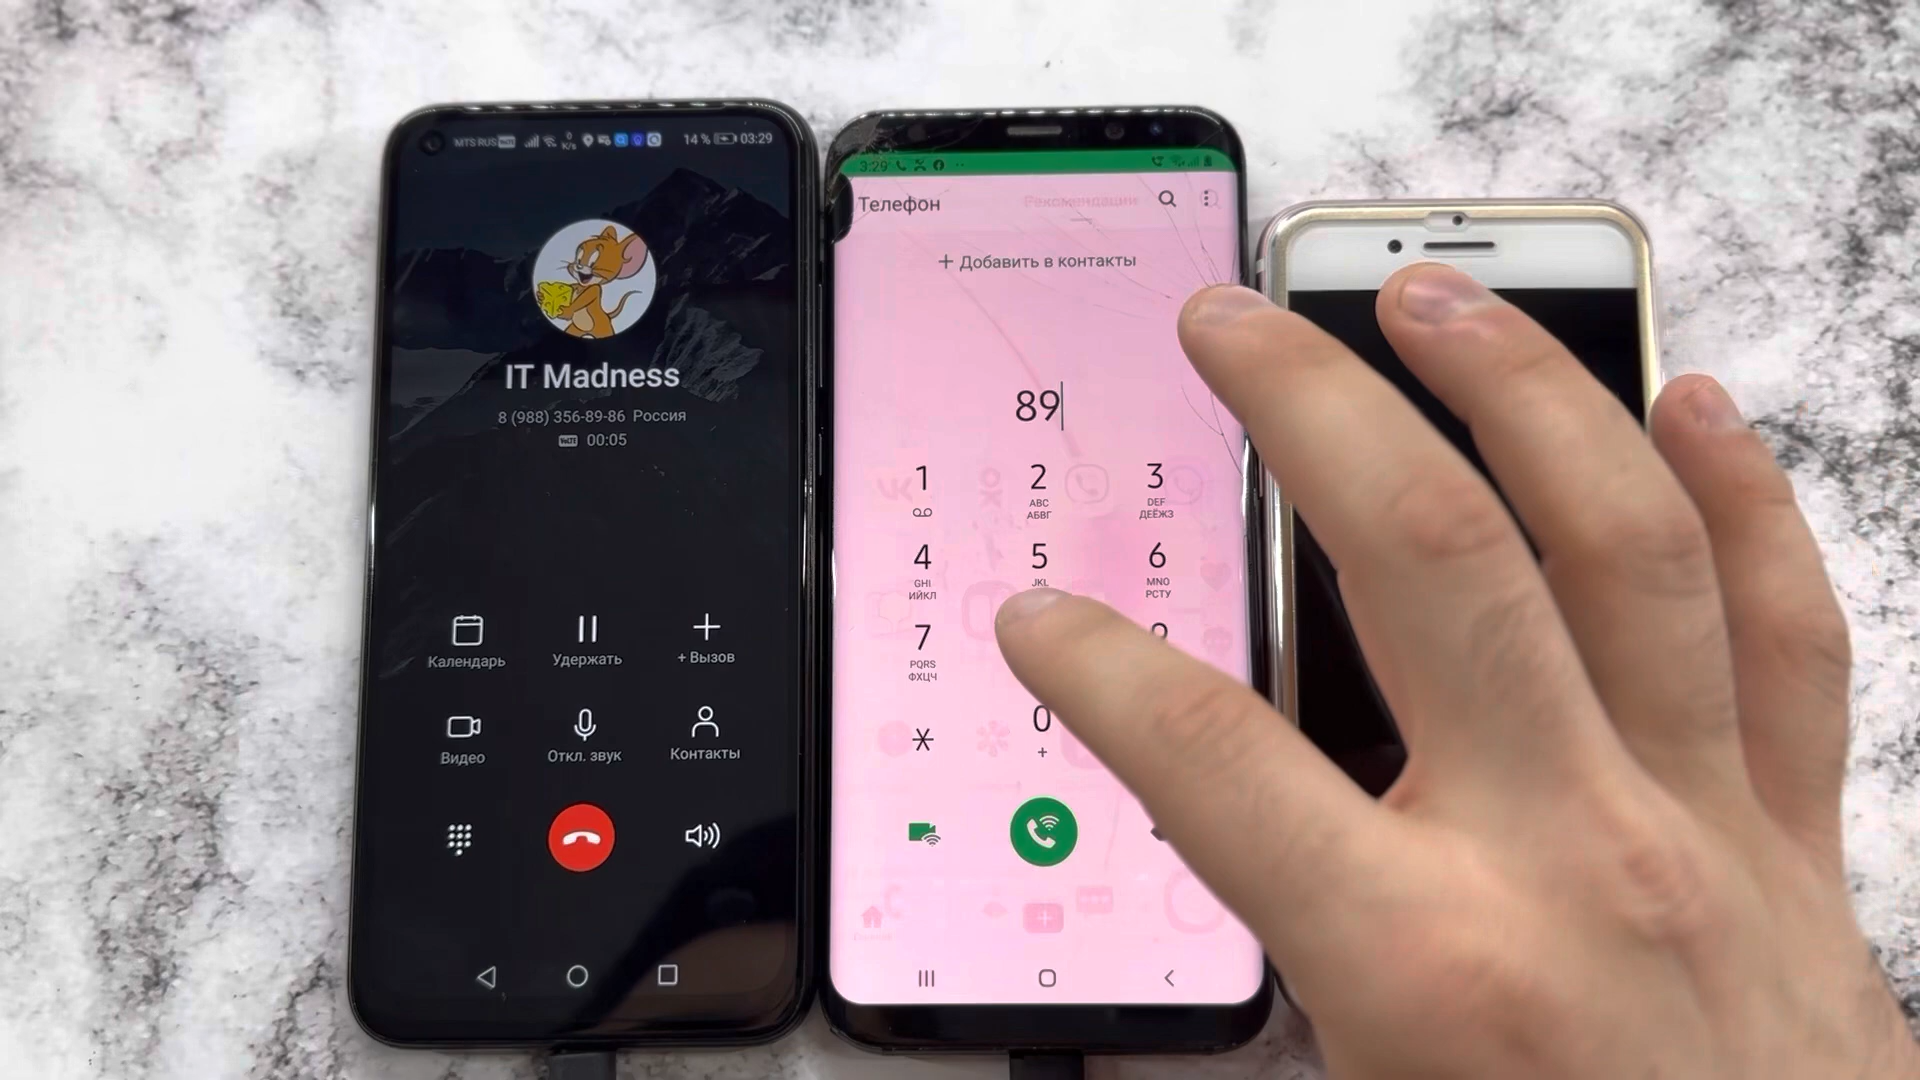 MTS RUS
0
K/s
14 %
03:29
IT Madness
8 (988) 356-89-86 Россия
00:05
Календарь
Удержать
+ Вызов
Видео
Откл. звук
Контакты
3:29
Телефон
Рекомендации
+ Добавить в контакты
89
1
2
ABC
АБВГ
3
DEF
ДЕЁЖЗ
4
GHI
ИЙКЛ
5
JKL
6
MNO
РСТУ
7
PQRS
ФХЦЧ
*
0
+